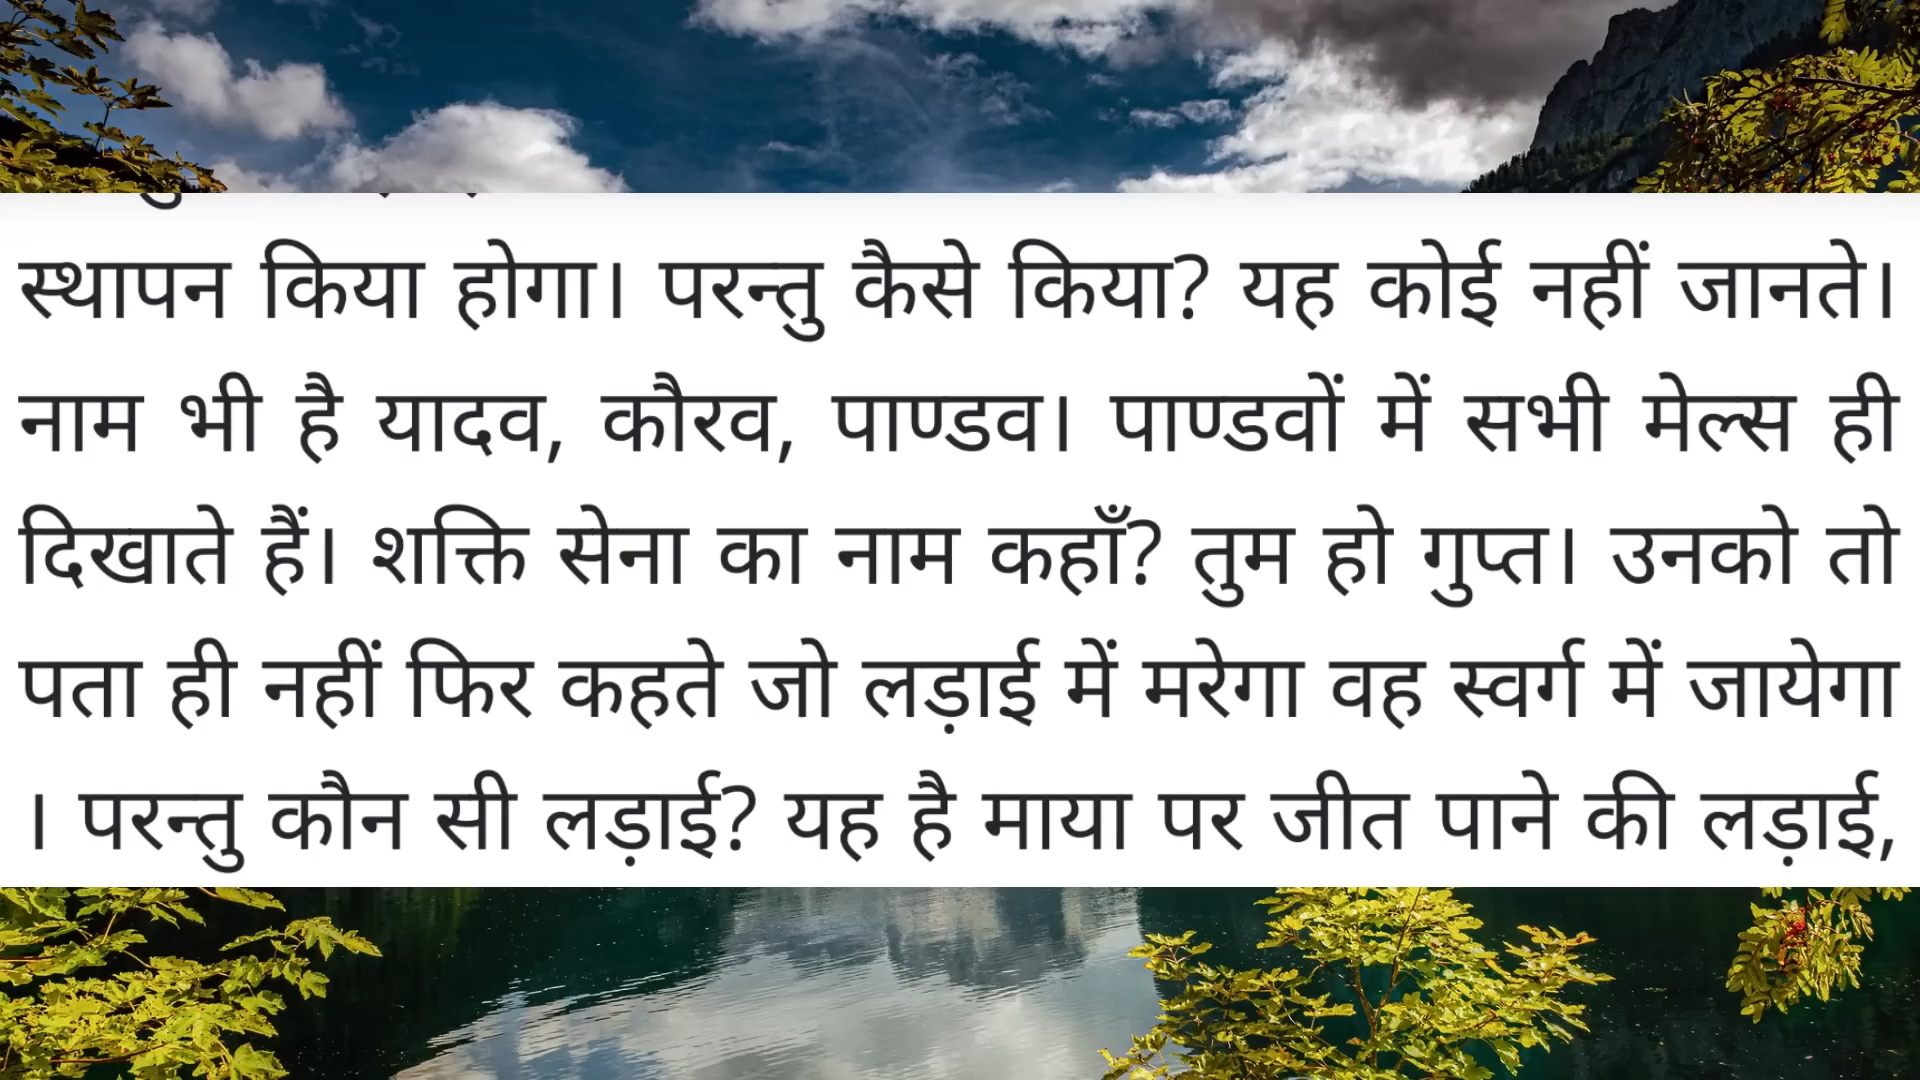 स्थापन किया होगा। परन्तु कैसे किया? यह कोई नहीं जानते।
नाम भी है यादव, कौरव, पाण्डव। पाण्डवों में सभी मेल्स ही
दिखाते हैं। शक्ति सेना का नाम कहाँ? तुम हो गुप्त। उनको तो
पता ही नहीं फिर कहते जो लड़ाई में मरेगा वह स्वर्ग में जायेगा
। परन्तु कौन सी लड़ाई? यह है माया पर जीत पाने की लड़ाई,